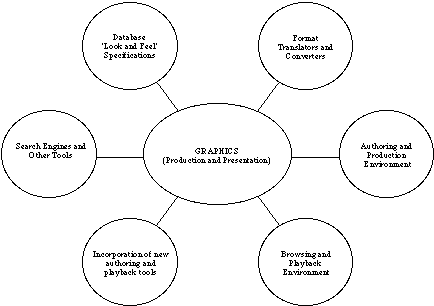 Database
'Look and Feel'
Specifications
Format
Translators and
Converters
Search Engines and
Other Tools
GRAPHICS
(Production and Presentation)
Authoring and
Production
Environment
Incorporation of new
authoring and
playback tools
Browsing and
Playback
Environment